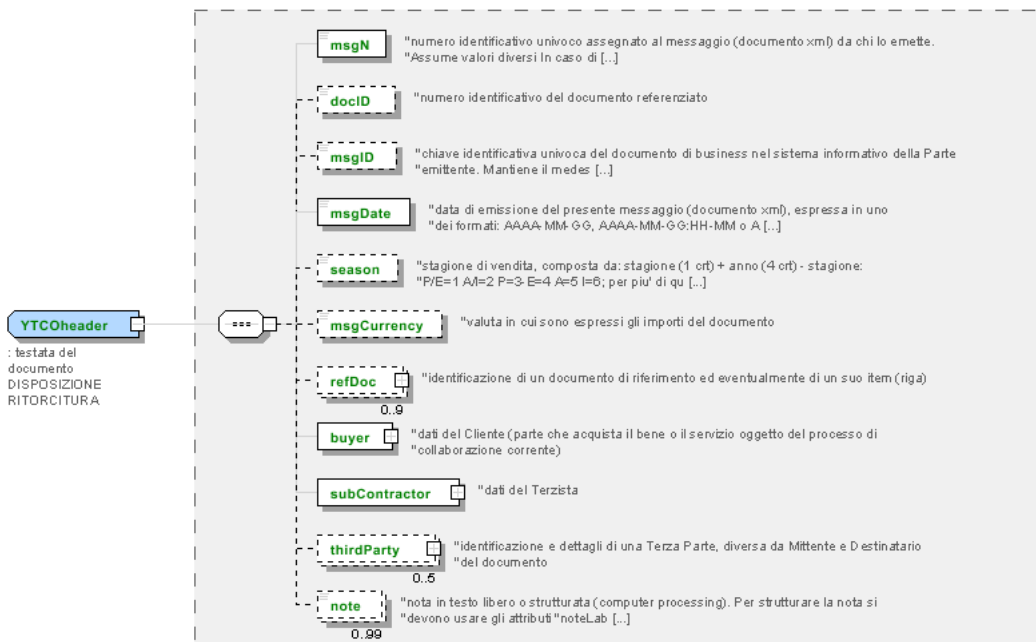 msgN
"numero identificativo univoco assegnato al messaggio (documento xml) da chi lo emette.
"Assume valori diversi In caso di [...]
docID
"numero identificativo del documento referenziato
msgID
"chiave identificativa univoca del documento di business nel sistema informativo della Parte
"emittente. Mantiene il medes [...]
msgDate
"data di emissione del presente messaggio (documento xml), espressa in uno
"dei formati: AAAA-MM-GG, AAAA-MM-GG:HH-MM o A [...]
season
"stagione di vendita, composta da: stagione (1 crt) + anno (4 crt) - stagione:
"P/E=1 A/I=2 P=3-E=4 A=5 I=6; per piu' di qu [...]
YTCOheader
: testata del
documento
DISPOSIZIONE
RITORCITURA
msgCurrency
"valuta in cui sono espressi gli importi del documento
refDoc
"identificazione di un documento di riferimento ed eventualmente di un suo item (riga)
0..9
buyer
"dati del Cliente (parte che acquista il bene o il servizio oggetto del processo di
"collaborazione corrente)
subContractor
"dati del Terzista
thirdParty
"identificazione e dettagli di una Terza Parte, diversa da Mittente e Destinatario
"del documento
0..5
note
"nota in testo libero o strutturata (computer processing). Per strutturare la nota si
"devono usare gli attributi "noteLab [...]
0..99